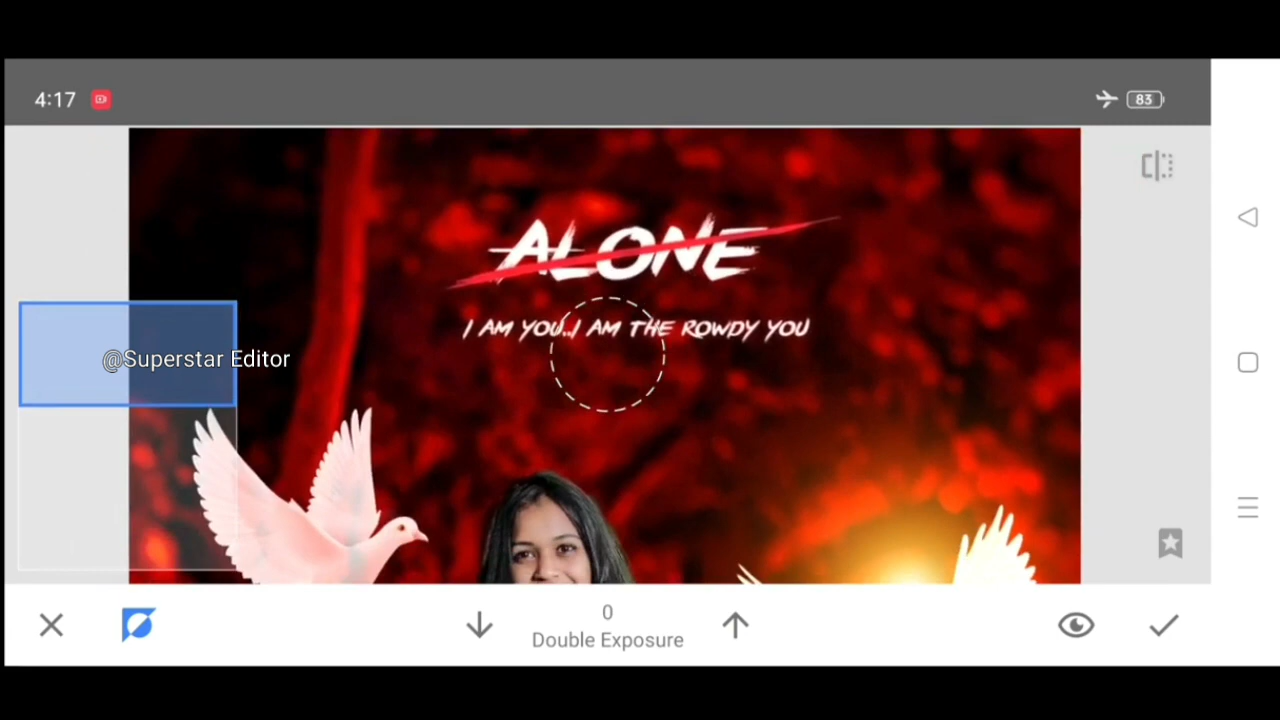 4:17
83
ALONE
I AM YOU..I AM THE ROWDY YOU
@Superstar Editor
0
Double Exposure